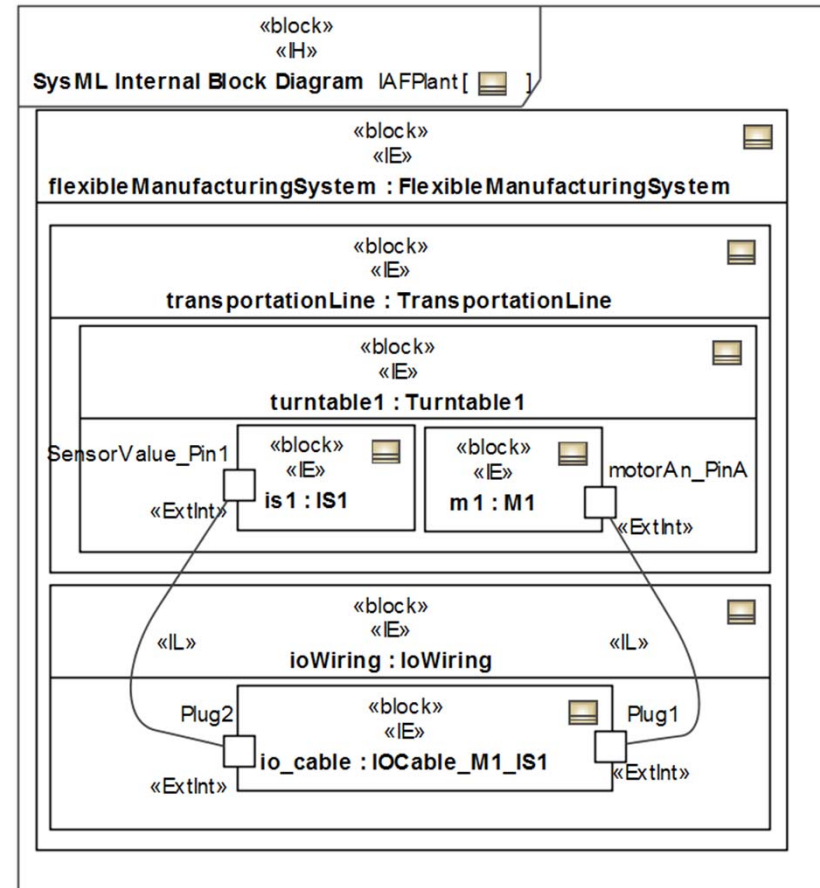 «block»
«IH»
SysML Internal Block Diagram IAFPlant [ ]
«block»
«IE»
flexibleManufacturingSystem : FlexibleManufacturingSystem
«block»
«IE»
transportationLine : TransportationLine
«block»
«IE»
turntable1 : Turntable1
SensorValue_Pin1
«ExtInt»
«block»
«IE»
is1 : IS1
«block»
«IE»
m1 : M1
motorAn_PinA
«ExtInt»
«block»
«IE»
ioWiring : IoWiring
«IL»
«IL»
Plug2
«ExtInt»
«block»
«IE»
io_cable : IOCable_M1_IS1
Plug1
«ExtInt»